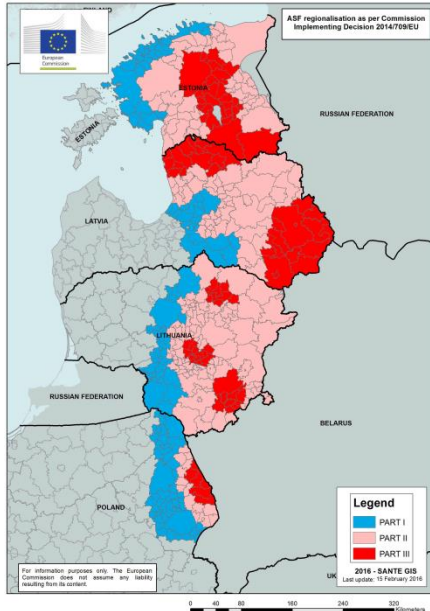 ASF regionalisation as per Commission
Implementing Decision 2014/709/EU
European
Commission
ESTONIA
RUSSIAN FEDERATION
ESTONIA
LATVIA
LITHUANIA
RUSSIAN FEDERATION
BELARUS
POLAND
Legend
PART I
PART II
PART III
2016 - SANTE GIS
Last update: 15 February 2016
UK
For information purposes only. The European
Commission does not assume any liability
resulting from its content.
0 40 80 160 240 320
Kilometers